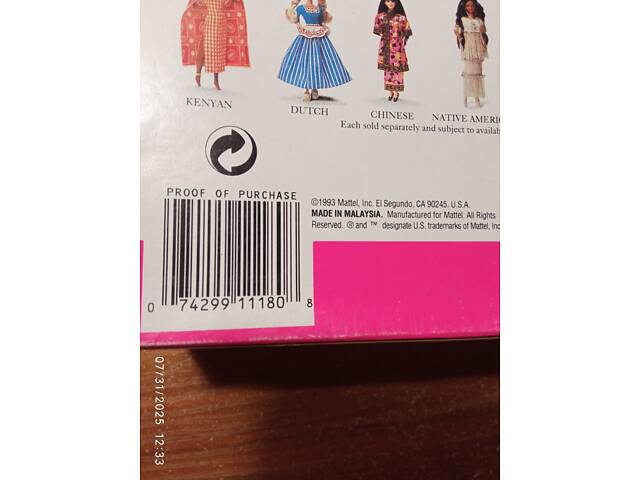 KENYAN
DUTCH
CHINESE
NATIVE AMERI
Each sold separately and subject to availab
PROOF OF PURCHASE
©1993 Mattel, Inc. El Segundo, CA 90245. U.S.A.
MADE IN MALAYSIA. Manufactured for Mattel. All Rights
Reserved. ® and ™ designate U.S. trademarks of Mattel, Inc
0 74299 11180 8
07/31/2025 12:33